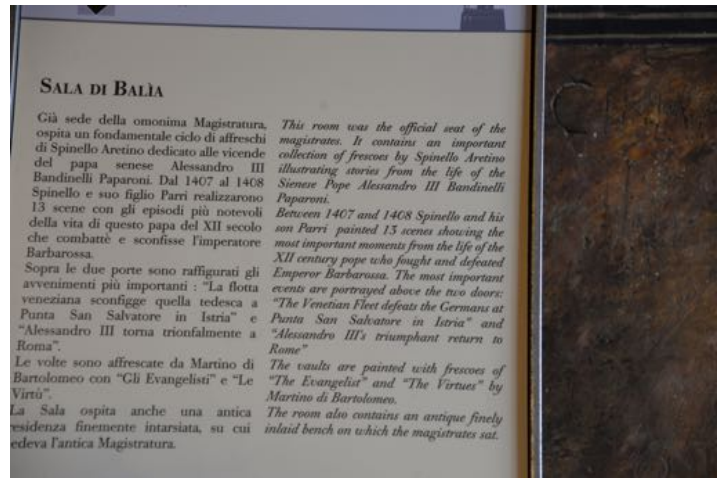 SALA DI BALÌA
Già sede della omonima Magistratura,
ospita un fondamentale ciclo di affreschi
di Spinello Aretino dedicato alle vicende
del papa senese Alessandro III
Bandinelli Paparoni. Dal 1407 al 1408
Spinello e suo figlio Parri realizzarono
13 scene con gli episodi più notevoli
della vita di questo papa del XII secolo
che combattè e sconfisse l'imperatore
Barbarossa.
Sopra le due porte sono raffigurati gli
avvenimenti più importanti : "La flotta
veneziana sconfigge quella tedesca a
Punta San Salvatore in Istria" e
"Alessandro III torna trionfalmente a
Roma".
Le volte sono affrescate da Martino di
Bartolomeo con "Gli Evangelisti" e "Le
Virtù".
La Sala ospita anche una antica
residenza finemente intarsiata, su cui
edeva l'antica Magistratura.
This room was the official seat of the
magistrates. It contains an important
collection of frescoes by Spinello Aretino
illustrating stories from the life of the
Sienese Pope Alessandro III Bandinelli
Paparoni.
Between 1407 and 1408 Spinello and his
son Parri painted 13 scenes showing the
most important moments from the life of the
XII century pope who fought and defeated
Emperor Barbarossa. The most important
events are portrayed above the two doors:
"The Venetian Fleet defeats the Germans at
Punta San Salvatore in Istria" and
"Alessandro III's triumphant return to
Rome"
The vaults are painted with frescoes of
"The Evangelist" and "The Virtues" by
Martino di Bartolomeo.
The room also contains an antique finely
inlaid bench on which the magistrates sat.